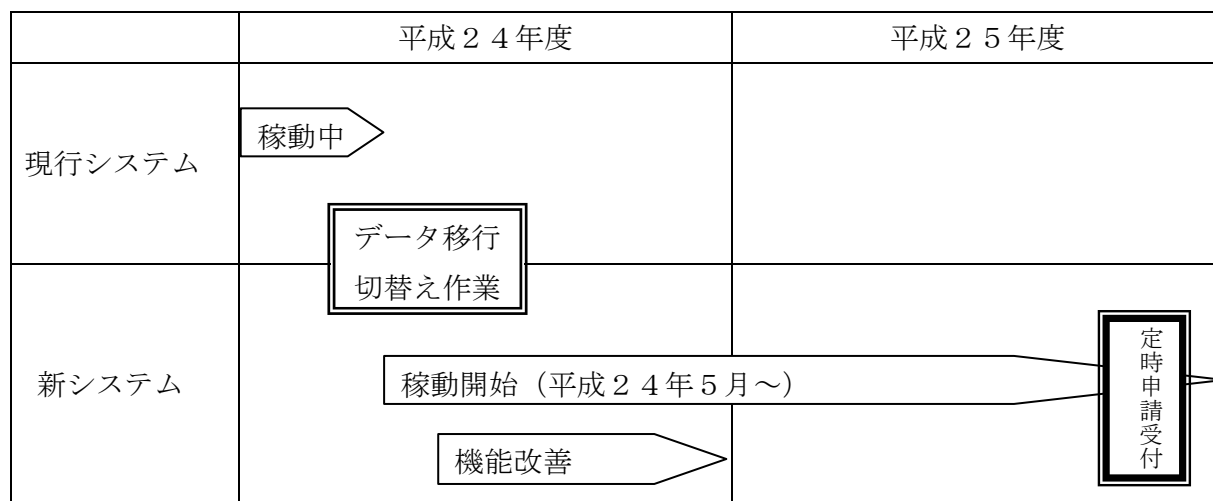 平成２４年度
平成２５年度
現行システム
稼動中
データ移行
切替え作業
新システム
稼動開始（平成２４年５月～）
機能改善
定時申請受付